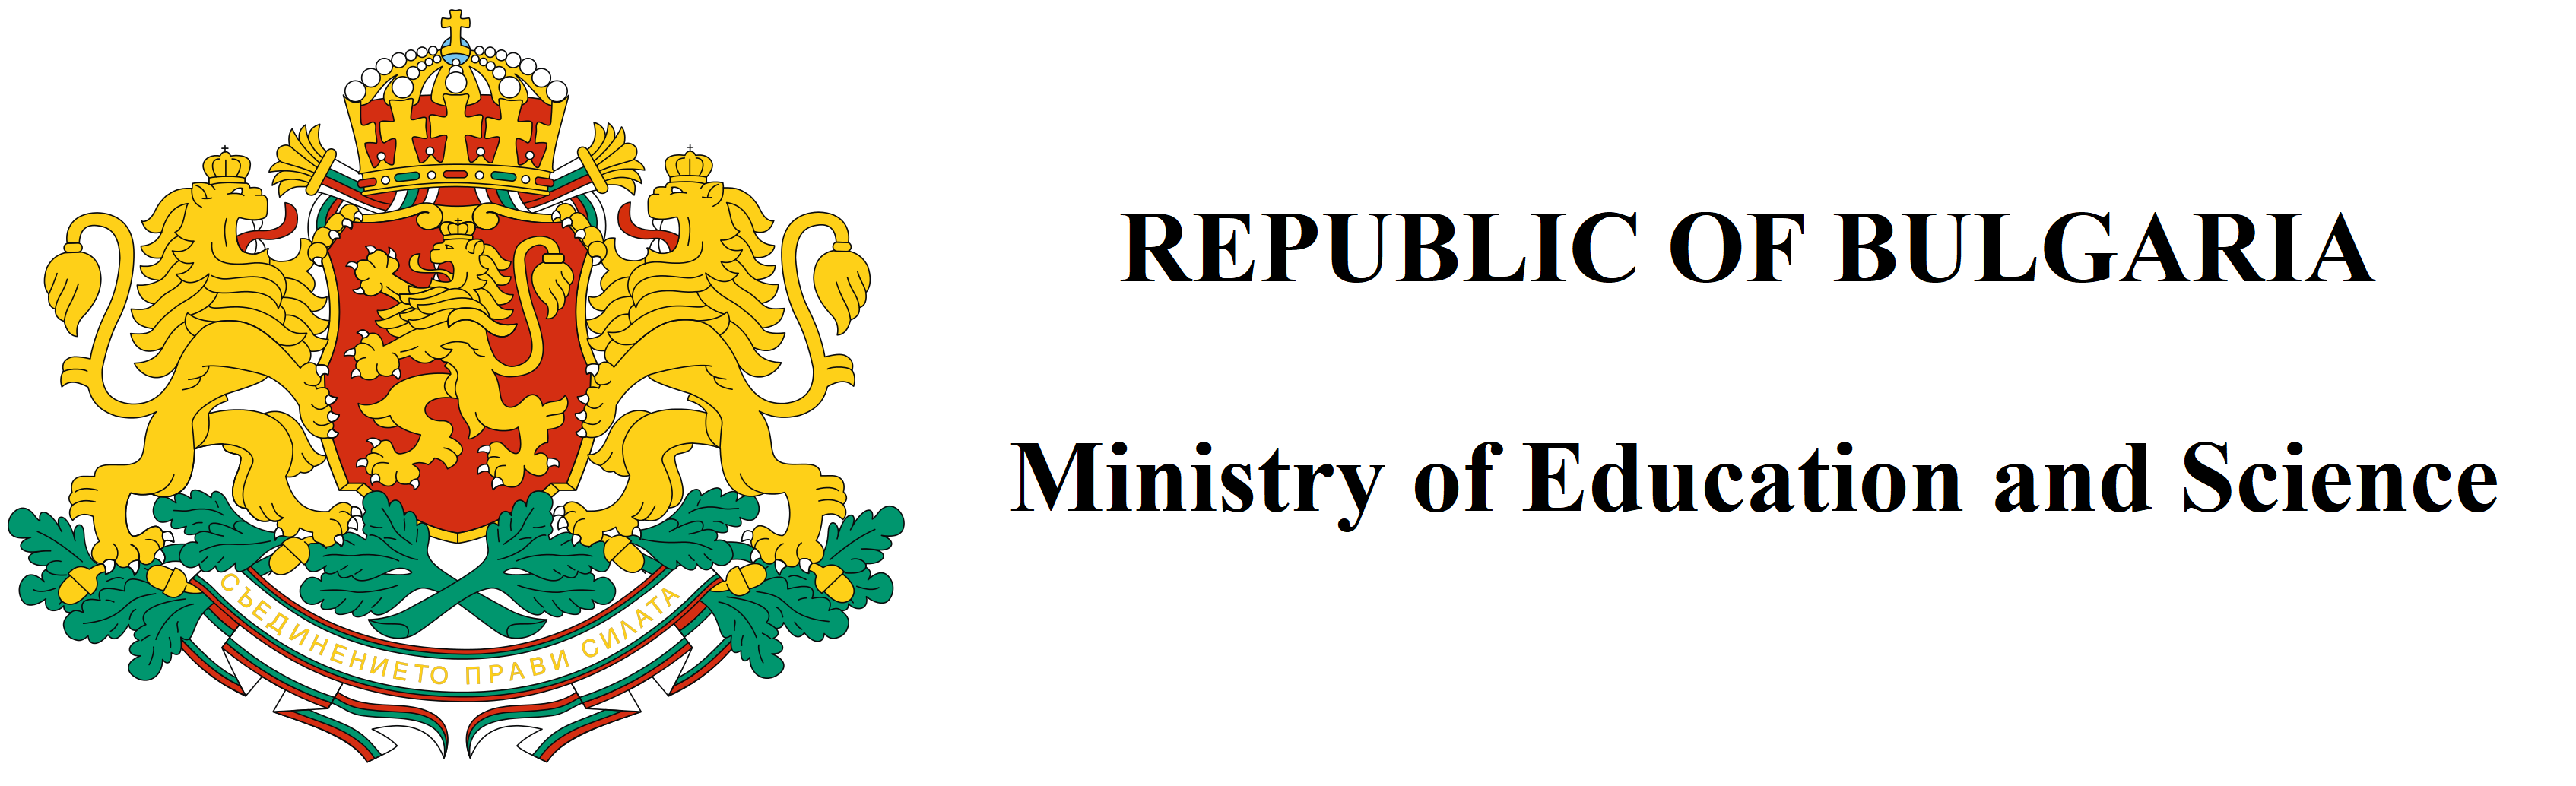 СЪЕДИНЕНИЕТО ПРАВИ СИЛАТА
REPUBLIC OF BULGARIA
Ministry of Education and Science